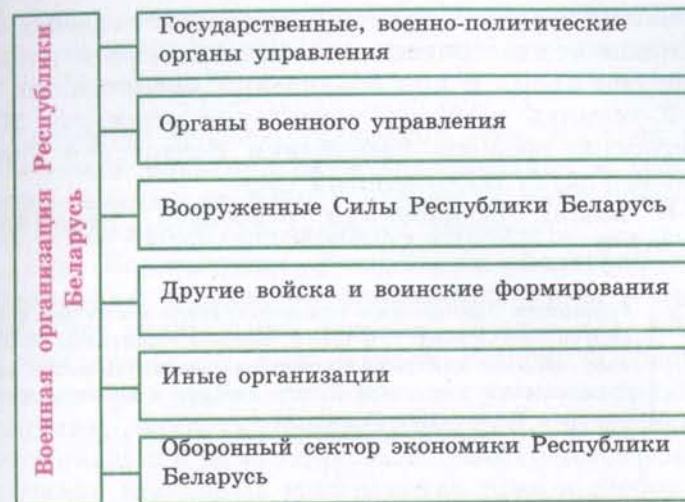 Военная организация Республики
Беларусь
Государственные, военно-политические
органы управления
Органы военного управления
Вооруженные Силы Республики Беларусь
Другие войска и воинские формирования
Иные организации
Оборонный сектор экономики Республики
Беларусь